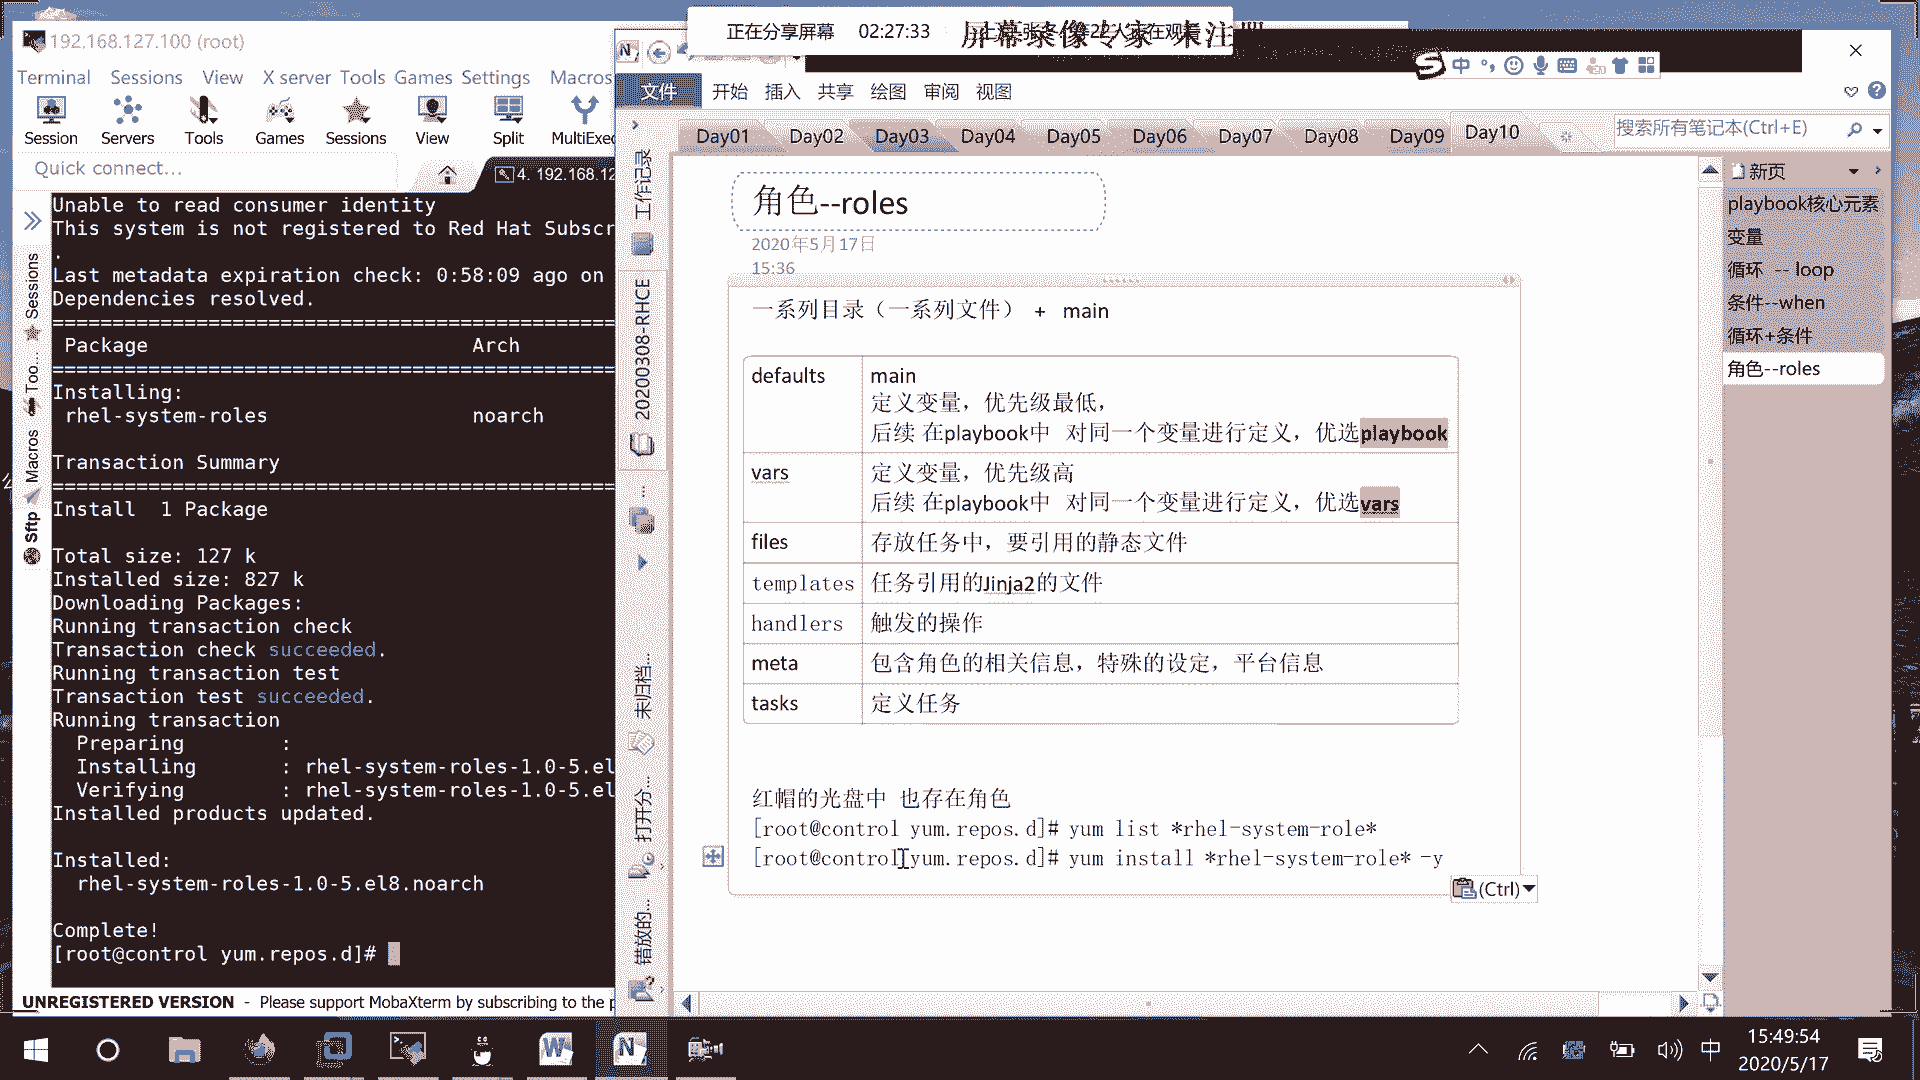 正在分享屏幕 02:27:33
屏幕录像专家 未注册
192.168.127.100 (root)
Terminal Sessions View X server Tools Games Settings Macros
Session Servers Tools Games Sessions View Split MultiExec
Quick connect...
4. 192.168.12
Sessions
Too...
Macros
Sftp
Unable to read consumer identity
This system is not registered to Red Hat Subscr
.
Last metadata expiration check: 0:58:09 ago on
Dependencies resolved.
Package Arch
Installing:
rhel-system-roles noarch
Transaction Summary
Install 1 Package
Total size: 127 k
Installed size: 827 k
Downloading Packages:
Running transaction check
Transaction check succeeded.
Running transaction test
Transaction test succeeded.
Running transaction
Preparing :
Installing : rhel-system-roles-1.0-5.el
Verifying : rhel-system-roles-1.0-5.el
Installed products updated.
Installed:
rhel-system-roles-1.0-5.el8.noarch
Complete!
[root@control yum.repos.d]#
UNREGISTERED VERSION - Please support MobaXterm by subscribing to the p
中
文件 开始 插入 共享 绘图 审阅 视图
Day01 Day02 Day03 Day04 Day05 Day06 Day07 Day08 Day09 Day10
搜索所有笔记本(Ctrl+E)
工作记录
20200308-RHCE
未归档...
打开分...
错放的...
角色--roles
2020年5月17日
15:36
一系列目录（一系列文件） + main
defaults main
定义变量，优先级最低，
后续 在playbook中 对同一个变量进行定义，优选playbook
vars 定义变量，优先级高
后续 在playbook中 对同一个变量进行定义，优选vars
files 存放任务中，要引用的静态文件
templates 任务引用的Jinja2的文件
handlers 触发的操作
meta 包含角色的相关信息，特殊的设定，平台信息
tasks 定义任务
红帽的光盘中 也存在角色
[root@control yum.repos.d]# yum list *rhel-system-role*
[root@control yum.repos.d]# yum install *rhel-system-role* -y
(Ctrl)
新页
playbook核心元素
变量
循环 -- loop
条件--when
循环+条件
角色--roles
中
15:49:54
2020/5/17